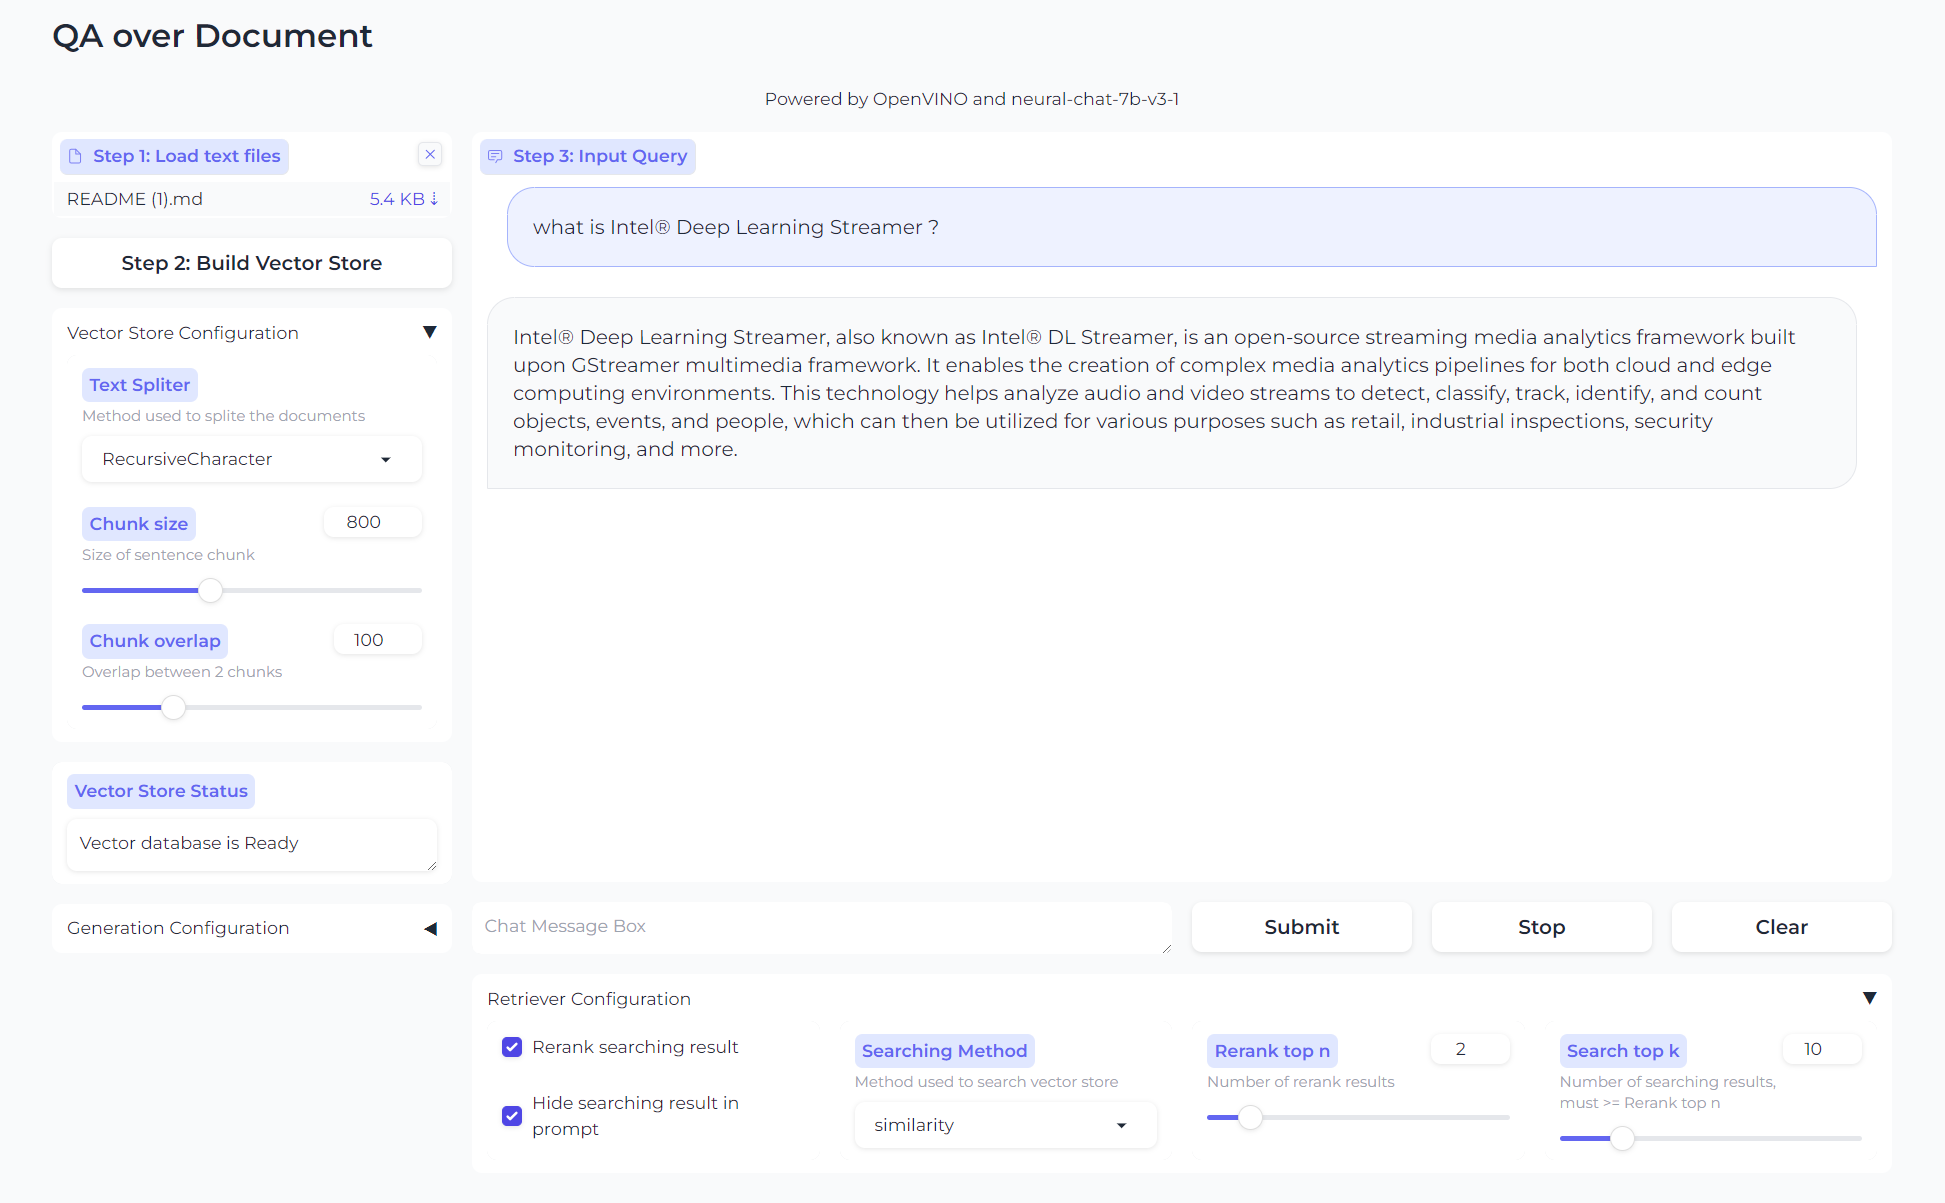 QA over Document
Powered by OpenVINO and neural-chat-7b-v3-1
Step 1: Load text files
README (1).md 5.4 KB ↓
Step 2: Build Vector Store
Vector Store Configuration
Text Spliter
Method used to splite the documents
RecursiveCharacter
Chunk size 800
Size of sentence chunk
Chunk overlap 100
Overlap between 2 chunks
Vector Store Status
Vector database is Ready
Generation Configuration
Step 3: Input Query
what is Intel® Deep Learning Streamer ?
Intel® Deep Learning Streamer, also known as Intel® DL Streamer, is an open-source streaming media analytics framework built
upon GStreamer multimedia framework. It enables the creation of complex media analytics pipelines for both cloud and edge
computing environments. This technology helps analyze audio and video streams to detect, classify, track, identify, and count
objects, events, and people, which can then be utilized for various purposes such as retail, industrial inspections, security
monitoring, and more.
Chat Message Box
Submit
Stop
Clear
Retriever Configuration
Rerank searching result
Hide searching result in
prompt
Searching Method
Method used to search vector store
similarity
Rerank top n 2
Number of rerank results
Search top k 10
Number of searching results,
must >= Rerank top n